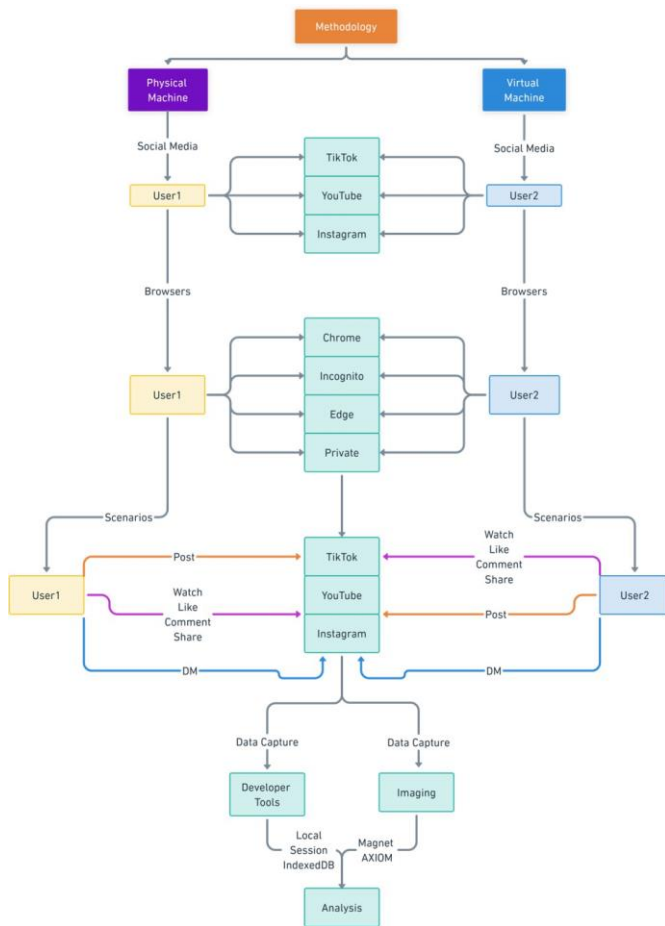 Methodology
Physical
Machine
Virtual
Machine
Social Media
Social Media
TikTok
User1
YouTube
User2
Instagram
Browsers
Browsers
Chrome
Incognito
User1
User2
Edge
Private
Scenarios
Scenarios
Post
TikTok
Watch
Like
Comment
Share
User1
Watch
Like
Comment
Share
YouTube
User2
Post
Instagram
DM
DM
Data Capture
Data Capture
Developer
Tools
Imaging
Local
Session
IndexedDB
Magnet
AXIOM
Analysis